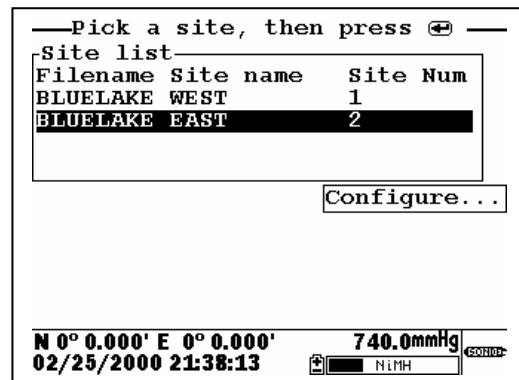 Pick a site, then press
Site list
Filename Site name Site Num
BLUELAKE WEST 1
BLUELAKE EAST 2
Configure...
N 0° 0.000' E 0° 0.000' 740.0mmHg
SONDE
02/25/2000 21:38:13 NiMH